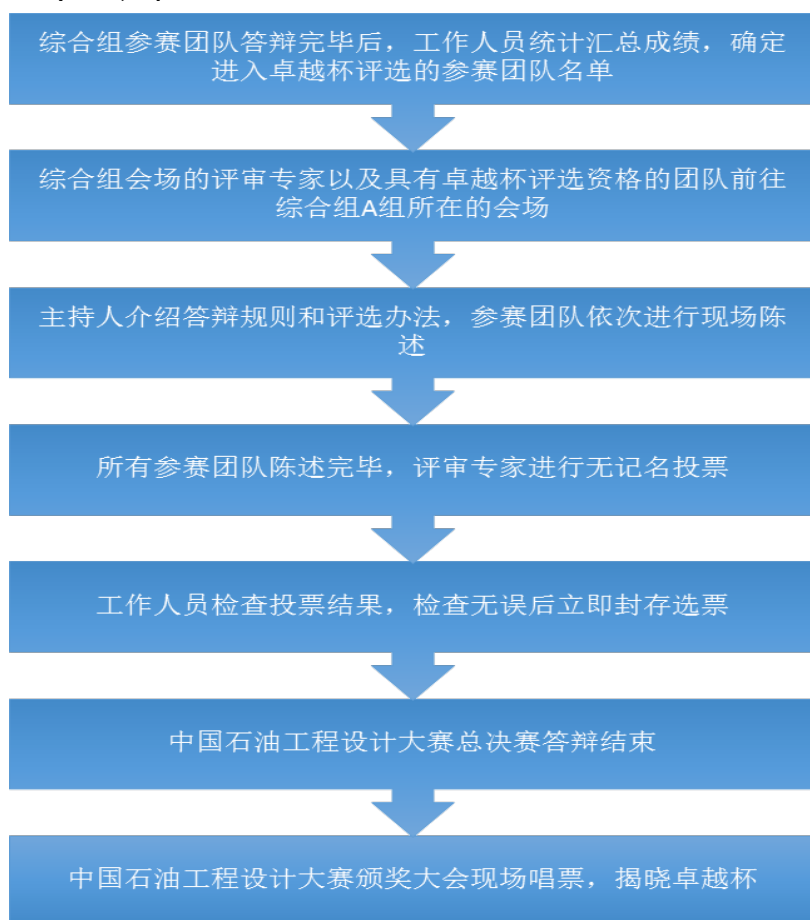 综合组参赛团队答辩完毕后，工作人员统计汇总成绩，确定
进入卓越杯评选的参赛团队名单
综合组会场的评审专家以及具有卓越杯评选资格的团队前往
综合组A组所在的会场
主持人介绍答辩规则和评选办法，参赛团队依次进行现场陈
述
所有参赛团队陈述完毕，评审专家进行无记名投票
工作人员检查投票结果，检查无误后立即封存选票
中国石油工程设计大赛总决赛答辩结束
中国石油工程设计大赛颁奖大会现场唱票，揭晓卓越杯